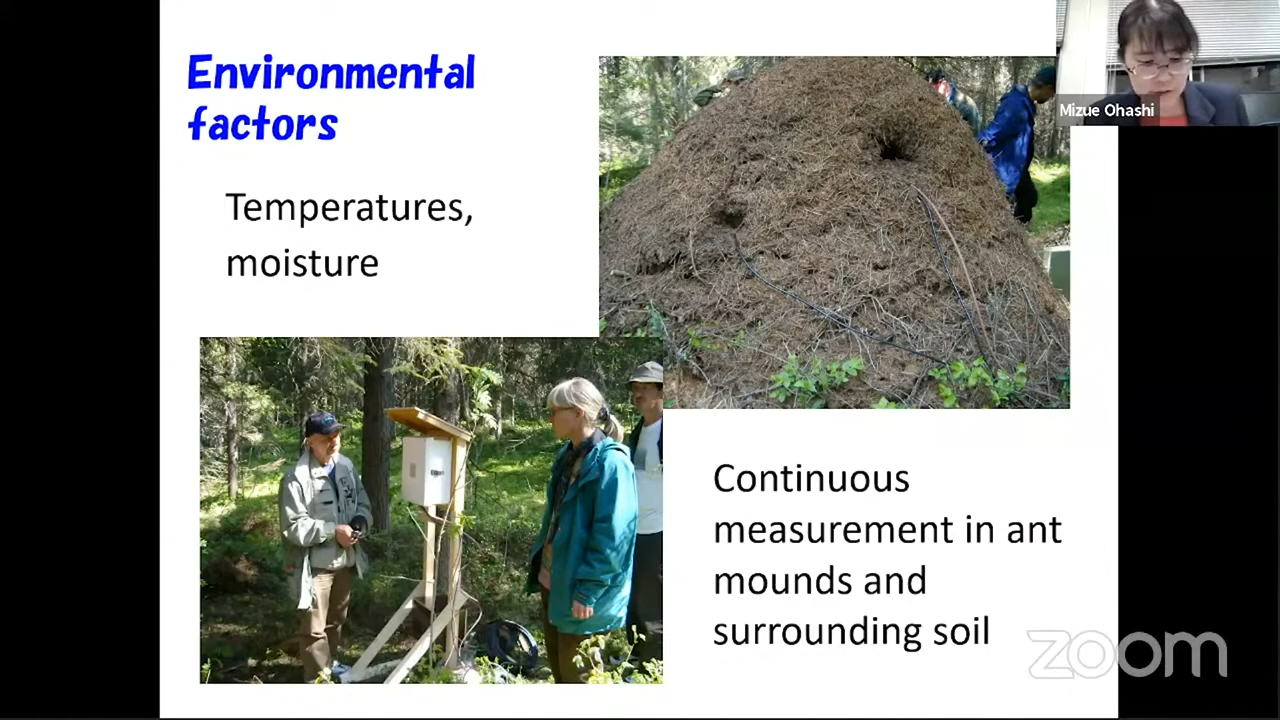 Environmental
factors
Mizue Ohashi
Temperatures,
moisture
Continuous
measurement in ant
mounds and
surrounding soil
zoom